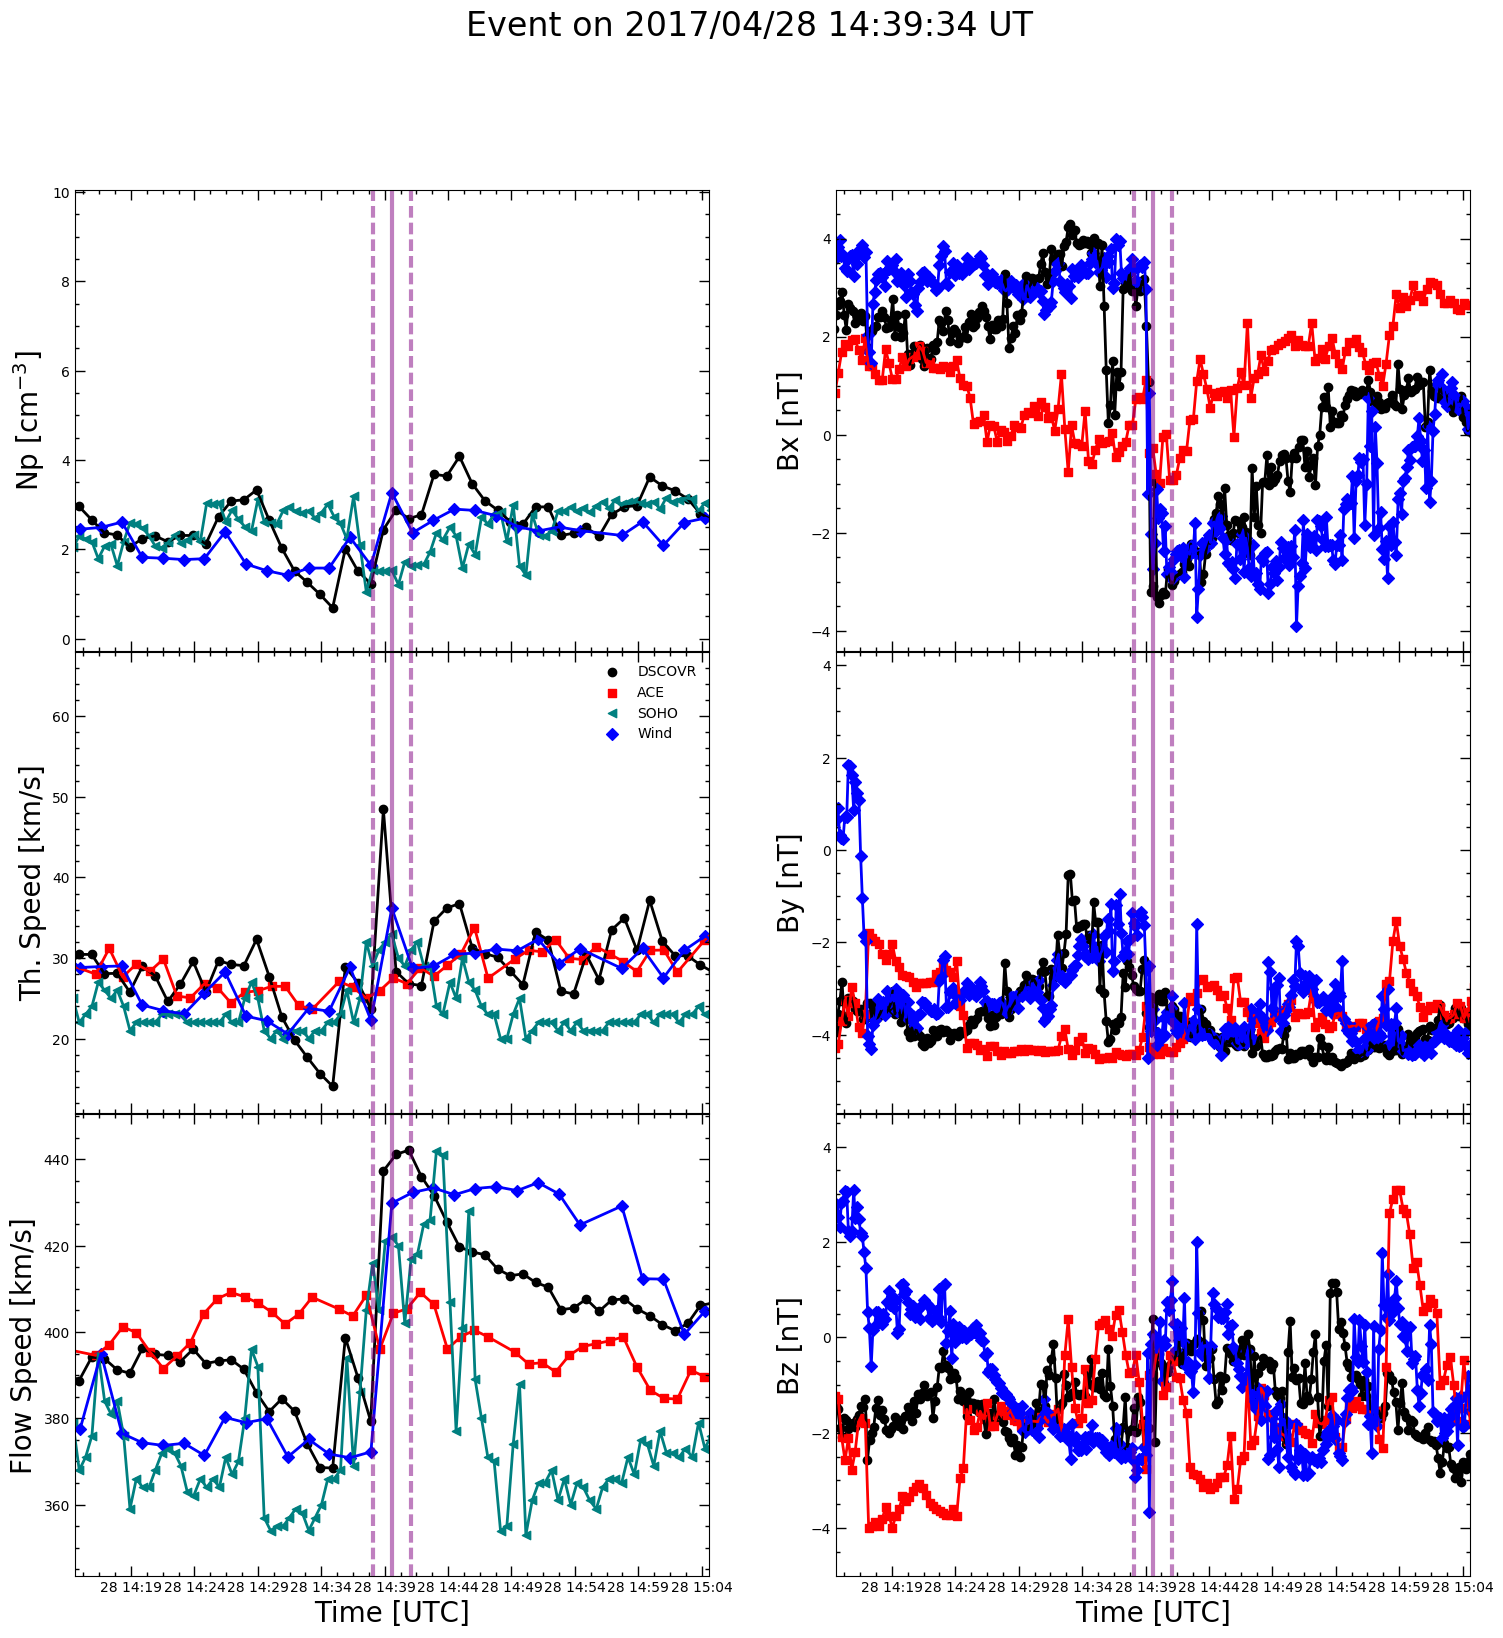 Event on 2017/04/28 14:39:34 UT
Np [cm⁻³]
10
8
6
4
2
0
Bx [nT]
4
2
0
−2
−4
Th. Speed [km/s]
60
50
40
30
20
DSCOVR
ACE
SOHO
Wind
By [nT]
4
2
0
−2
−4
Flow Speed [km/s]
440
420
400
380
360
Bz [nT]
4
2
0
−2
−4
28 14:19 28 14:24 28 14:29 28 14:34 28 14:39 28 14:44 28 14:49 28 14:54 28 14:59 28 15:04
Time [UTC]
28 14:19 28 14:24 28 14:29 28 14:34 28 14:39 28 14:44 28 14:49 28 14:54 28 14:59 28 15:04
Time [UTC]